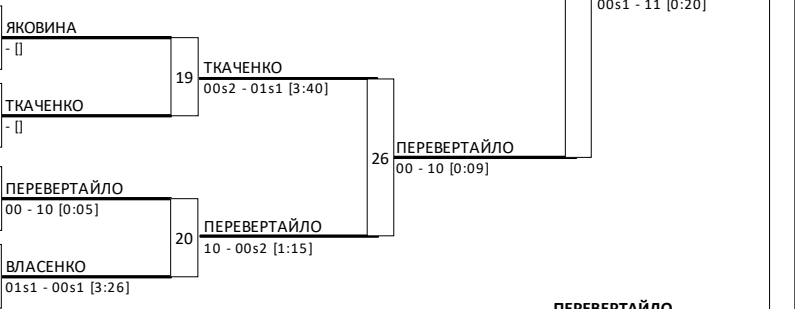 00s1 - 11 [0:20]
ЯКОВИНА
- []
19
ТКАЧЕНКО
00s2 - 01s1 [3:40]
ТКАЧЕНКО
- []
26
ПЕРЕВЕРТАЙЛО
00 - 10 [0:09]
ПЕРЕВЕРТАЙЛО
00 - 10 [0:05]
20
ПЕРЕВЕРТАЙЛО
10 - 00s2 [1:15]
ВЛАСЕНКО
01s1 - 00s1 [3:26]
ПЕРЕВЕРТАЙЛО